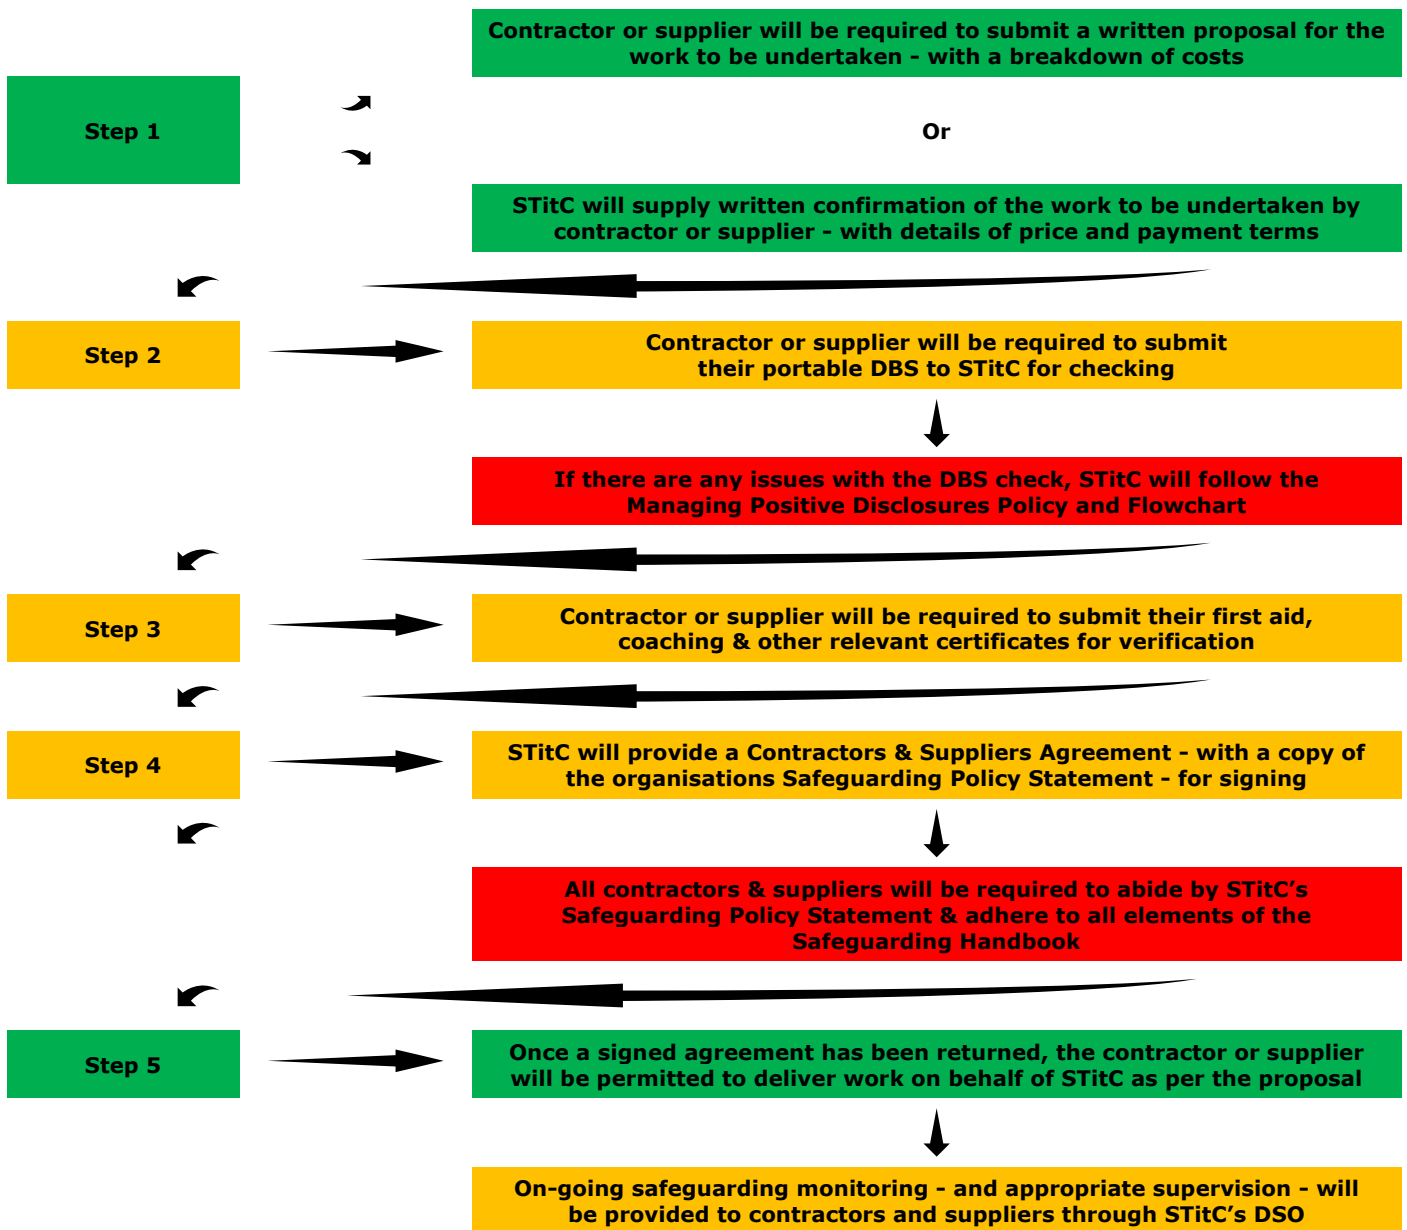 Contractor or supplier will be required to submit a written proposal for the
work to be undertaken - with a breakdown of costs
Step 1
Or
STitC will supply written confirmation of the work to be undertaken by
contractor or supplier - with details of price and payment terms
Step 2
Contractor or supplier will be required to submit
their portable DBS to STitC for checking
If there are any issues with the DBS check, STitC will follow the
Managing Positive Disclosures Policy and Flowchart
Step 3
Contractor or supplier will be required to submit their first aid,
coaching & other relevant certificates for verification
Step 4
STitC will provide a Contractors & Suppliers Agreement - with a copy of
the organisations Safeguarding Policy Statement - for signing
All contractors & suppliers will be required to abide by STitC’s
Safeguarding Policy Statement & adhere to all elements of the
Safeguarding Handbook
Step 5
Once a signed agreement has been returned, the contractor or supplier
will be permitted to deliver work on behalf of STitC as per the proposal
On-going safeguarding monitoring - and appropriate supervision - will
be provided to contractors and suppliers through STitC’s DSO